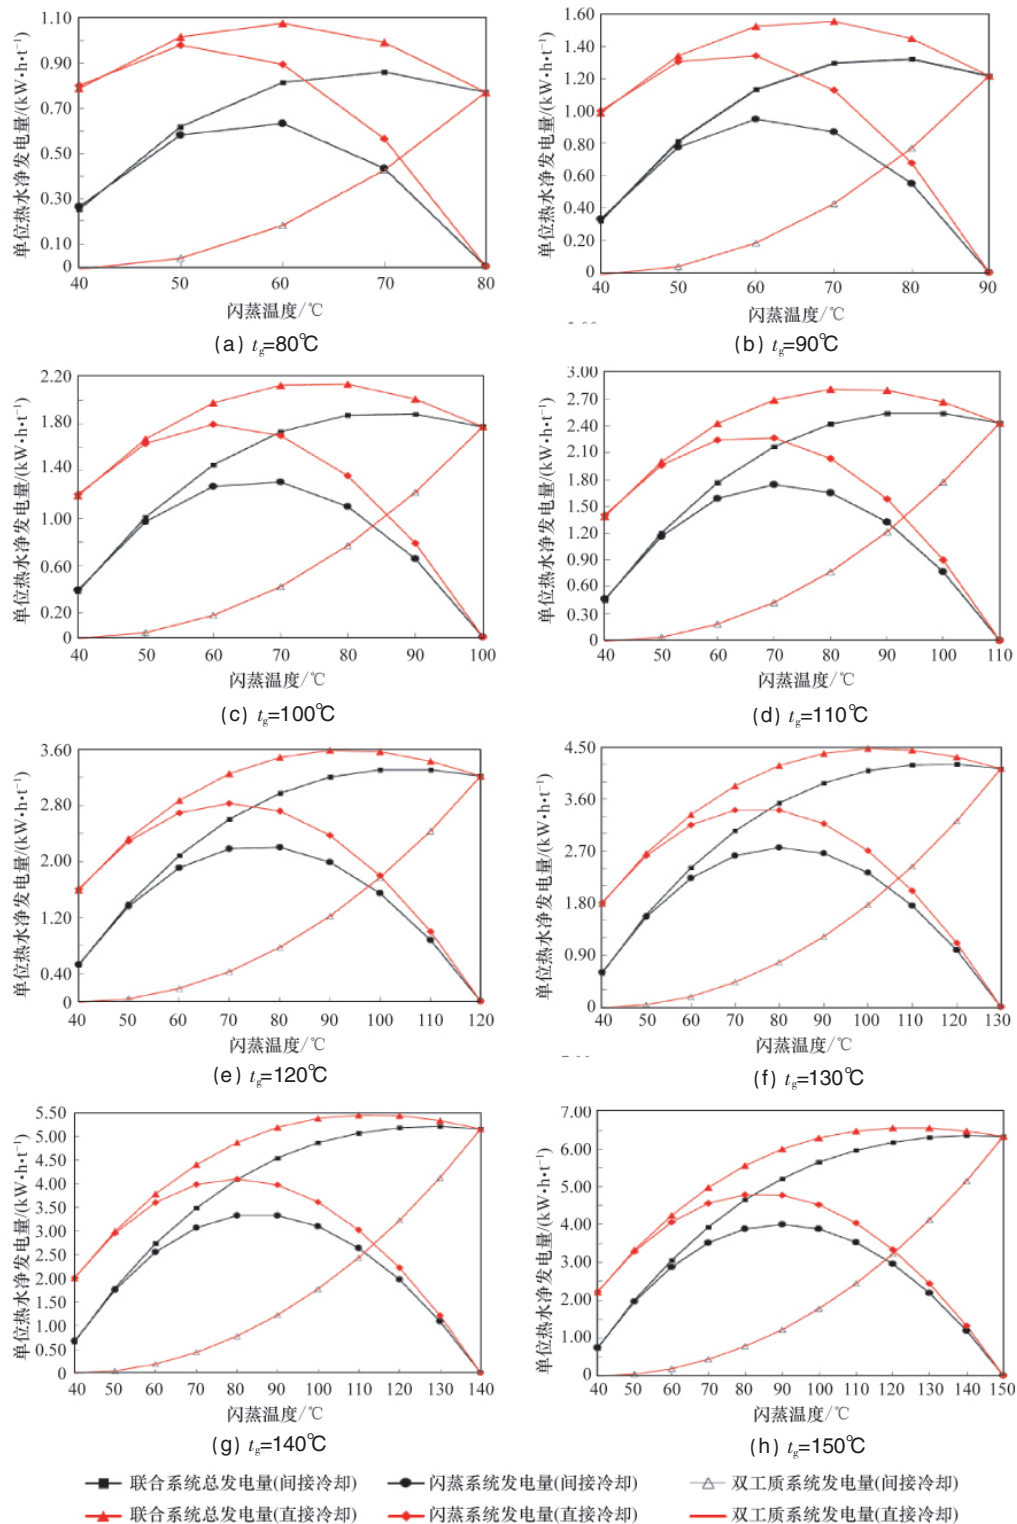 1.10
0.90
0.70
0.50
0.30
0.10
0
单位热水净发电量/(kW·h·t⁻¹)
40 50 60 70 80
闪蒸温度/℃
(a) tg=80℃
1.60
1.40
1.20
1.00
0.80
0.60
0.40
0.20
0
单位热水净发电量/(kW·h·t⁻¹)
40 50 60 70 80 90
闪蒸温度/℃
(b) tg=90℃
2.20
1.80
1.40
1.00
0.60
0.20
0
单位热水净发电量/(kW·h·t⁻¹)
40 50 60 70 80 90 100
闪蒸温度/℃
(c) tg=100℃
3.00
2.70
2.40
2.10
1.80
1.50
1.20
0.90
0.60
0.30
0
单位热水净发电量/(kW·h·t⁻¹)
40 50 60 70 80 90 100 110
闪蒸温度/℃
(d) tg=110℃
3.60
2.80
2.00
1.20
0.40
0
单位热水净发电量/(kW·h·t⁻¹)
40 50 60 70 80 90 100 110 120
闪蒸温度/℃
(e) tg=120℃
4.50
3.60
2.70
1.80
0.90
0
单位热水净发电量/(kW·h·t⁻¹)
40 50 60 70 80 90 100 110 120 130
闪蒸温度/℃
(f) tg=130℃
5.50
5.00
4.50
4.00
3.50
3.00
2.50
2.00
1.50
1.00
0.50
0
单位热水净发电量/(kW·h·t⁻¹)
40 50 60 70 80 90 100 110 120 130 140
闪蒸温度/℃
(g) tg=140℃
7.00
6.00
5.00
4.00
3.00
2.00
1.00
0
单位热水净发电量/(kW·h·t⁻¹)
40 50 60 70 80 90 100 110 120 130 140 150
闪蒸温度/℃
(h) tg=150℃
联合系统总发电量(间接冷却) 闪蒸系统发电量(间接冷却) 双工质系统发电量(间接冷却)
联合系统总发电量(直接冷却) 闪蒸系统发电量(直接冷却) 双工质系统发电量(直接冷却)